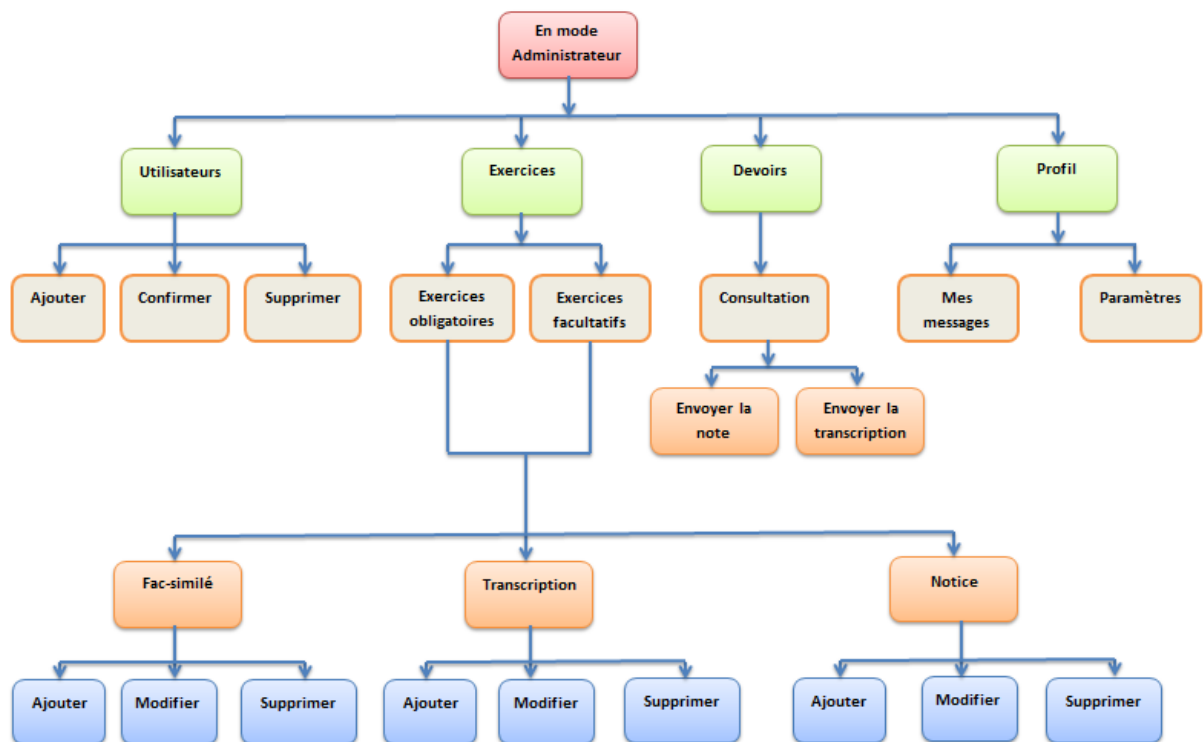 En mode
Administrateur
Utilisateurs
Exercices
Devoirs
Profil
Ajouter
Confirmer
Supprimer
Exercices
obligatoires
Exercices
facultatifs
Consultation
Mes
messages
Paramètres
Envoyer la
note
Envoyer la
transcription
Fac-similé
Transcription
Notice
Ajouter
Modifier
Supprimer
Ajouter
Modifier
Supprimer
Ajouter
Modifier
Supprimer